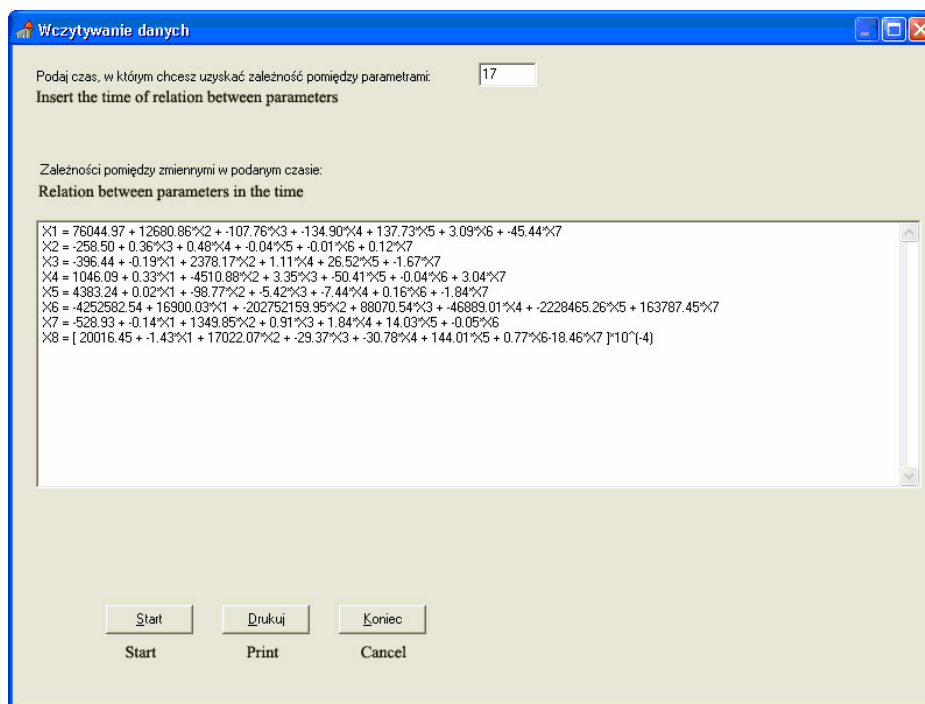 Wczytywanie danych
Podaj czas, w którym chcesz uzyskać zależność pomiędzy parametrami: 17
Insert the time of relation between parameters
Zależności pomiędzy zmiennymi w podanym czasie:
Relation between parameters in the time
X1 = 76044.97 + 12680.86*X2 + -107.76*X3 + -134.90*X4 + 137.73*X5 + 3.09*X6 + -45.44*X7
X2 = -258.50 + 0.36*X3 + 0.48*X4 + -0.04*X5 + -0.01*X6 + 0.12*X7
X3 = -396.44 + -0.19*X1 + 2378.17*X2 + 1.11*X4 + 26.52*X5 + -1.67*X7
X4 = 1046.09 + 0.33*X1 + -4510.88*X2 + 3.35*X3 + -50.41*X5 + -0.04*X6 + 3.04*X7
X5 = 4383.24 + 0.02*X1 + -98.77*X2 + -5.42*X3 + -7.44*X4 + 0.16*X6 + -1.84*X7
X6 = -4252582.54 + 16900.03*X1 + -202752159.95*X2 + 88070.54*X3 + -46889.01*X4 + -2228465.26*X5 + 163787.45*X7
X7 = -528.93 + -0.14*X1 + 1349.85*X2 + 0.91*X3 + 1.84*X4 + 14.03*X5 + -0.05*X6
X8 = [ 20016.45 + -1.43*X1 + 17022.07*X2 + -29.37*X3 + -30.78*X4 + 144.01*X5 + 0.77*X6-18.46*X7 ]*10^(-4)
Start Drukuj Koniec
Start Print Cancel